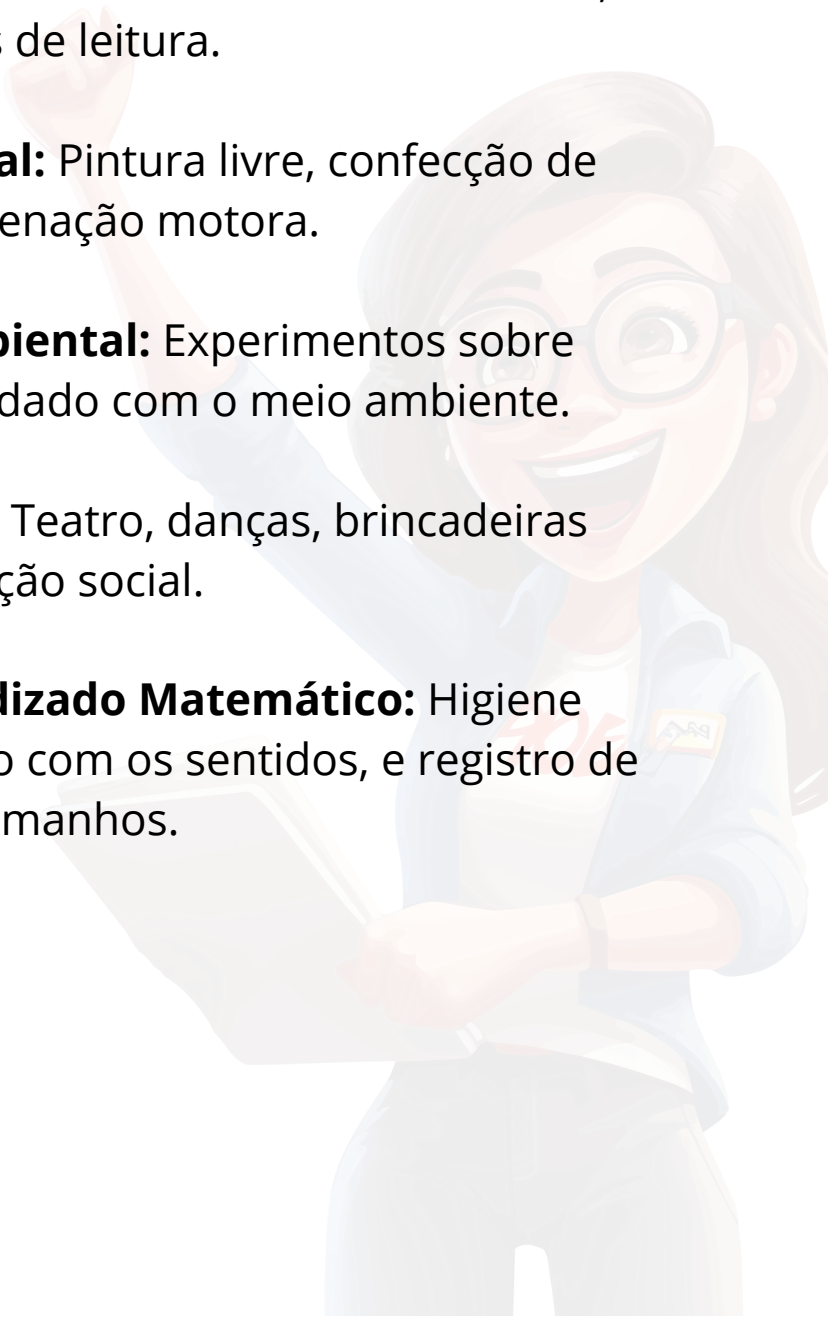 de leitura.
al: Pintura livre, confecção de
enação motora.
biental: Experimentos sobre
dado com o meio ambiente.
Teatro, danças, brincadeiras
ção social.
dizado Matemático: Higiene
o com os sentidos, e registro de
manhos.